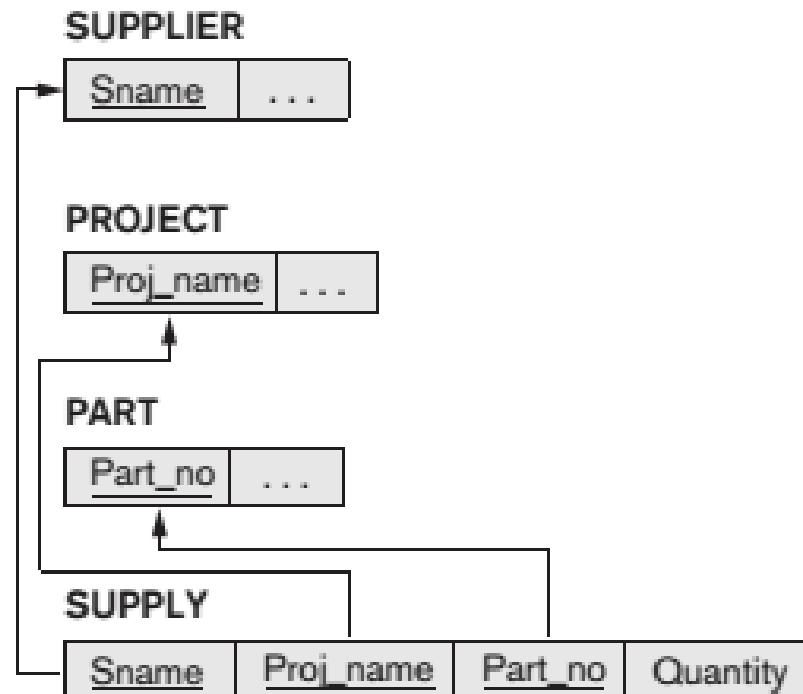 SUPPLIER
Sname ...
PROJECT
Proj_name ...
PART
Part_no ...
SUPPLY
Sname Proj_name Part_no Quantity